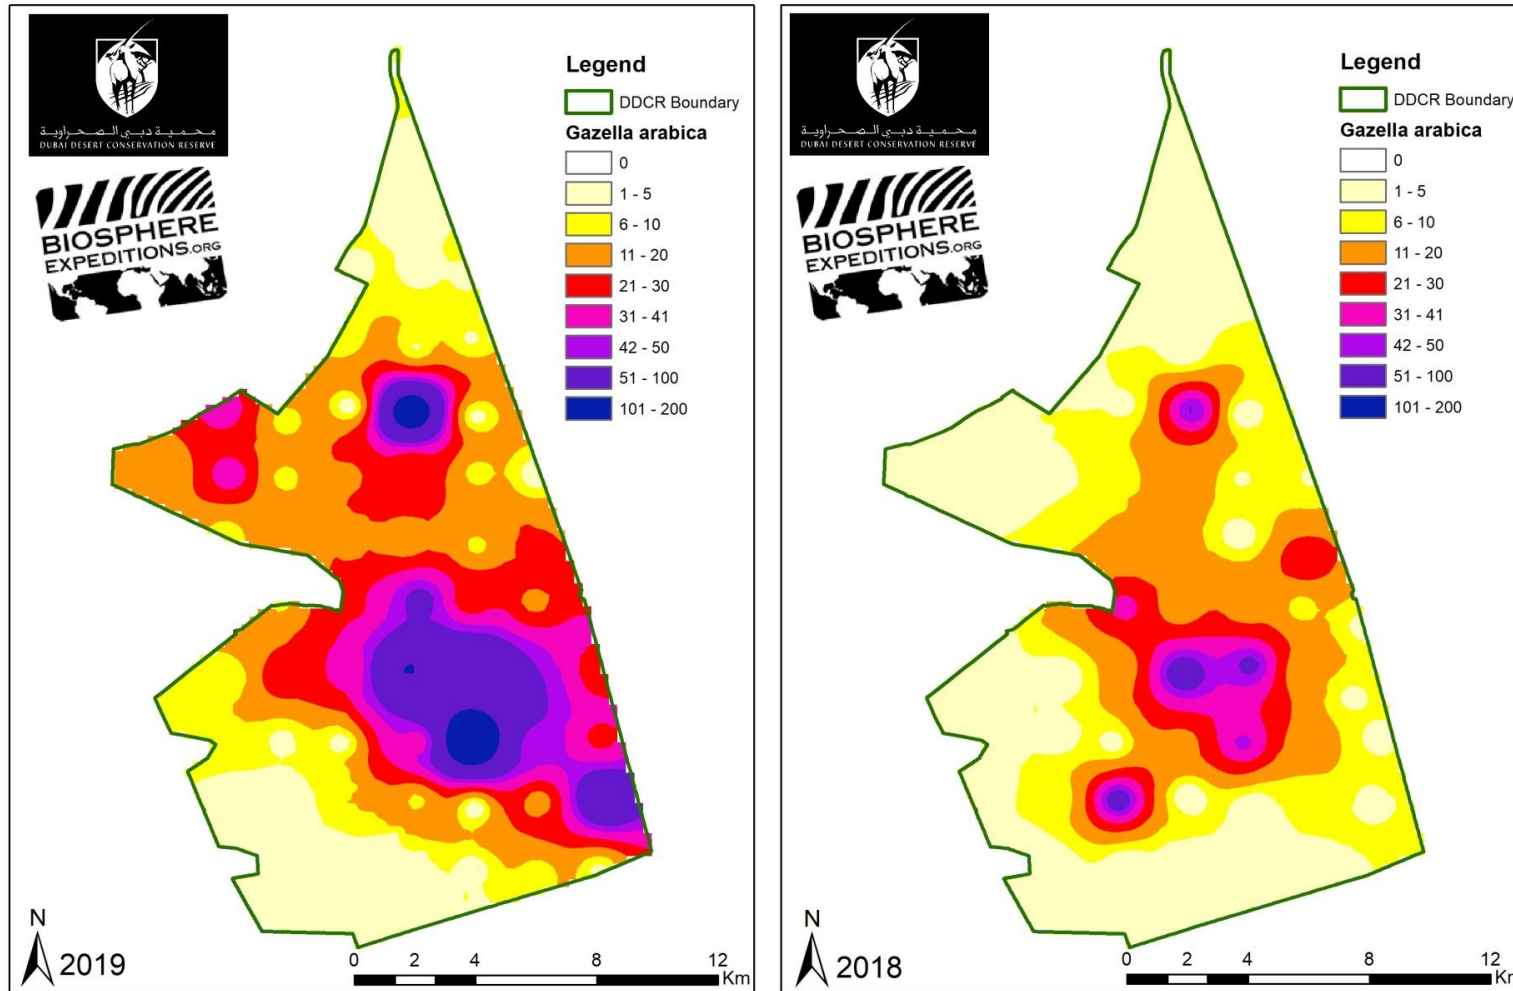 محمية دبي الصحراوية
DUBAI DESERT CONSERVATION RESERVE
BIOSPHERE
EXPEDITIONS.ORG
Legend
DDCR Boundary
Gazella arabica
0
1 - 5
6 - 10
11 - 20
21 - 30
31 - 41
42 - 50
51 - 100
101 - 200
N
2019
0 2 4 8 12
Km
محمية دبي الصحراوية
DUBAI DESERT CONSERVATION RESERVE
BIOSPHERE
EXPEDITIONS.ORG
Legend
DDCR Boundary
Gazella arabica
0
1 - 5
6 - 10
11 - 20
21 - 30
31 - 41
42 - 50
51 - 100
101 - 200
N
2018
0 2 4 8 12
Km